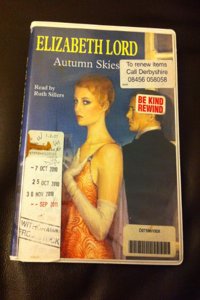 ELIZABETH LORD
Autumn Skies
To renew items
Call Derbyshire
08456 058058
Read by
Ruth Sillers
BE KIND
REWIND
-7 OCT 2010
25 OCT 2010
30 NOV 2010
- SEP 2011